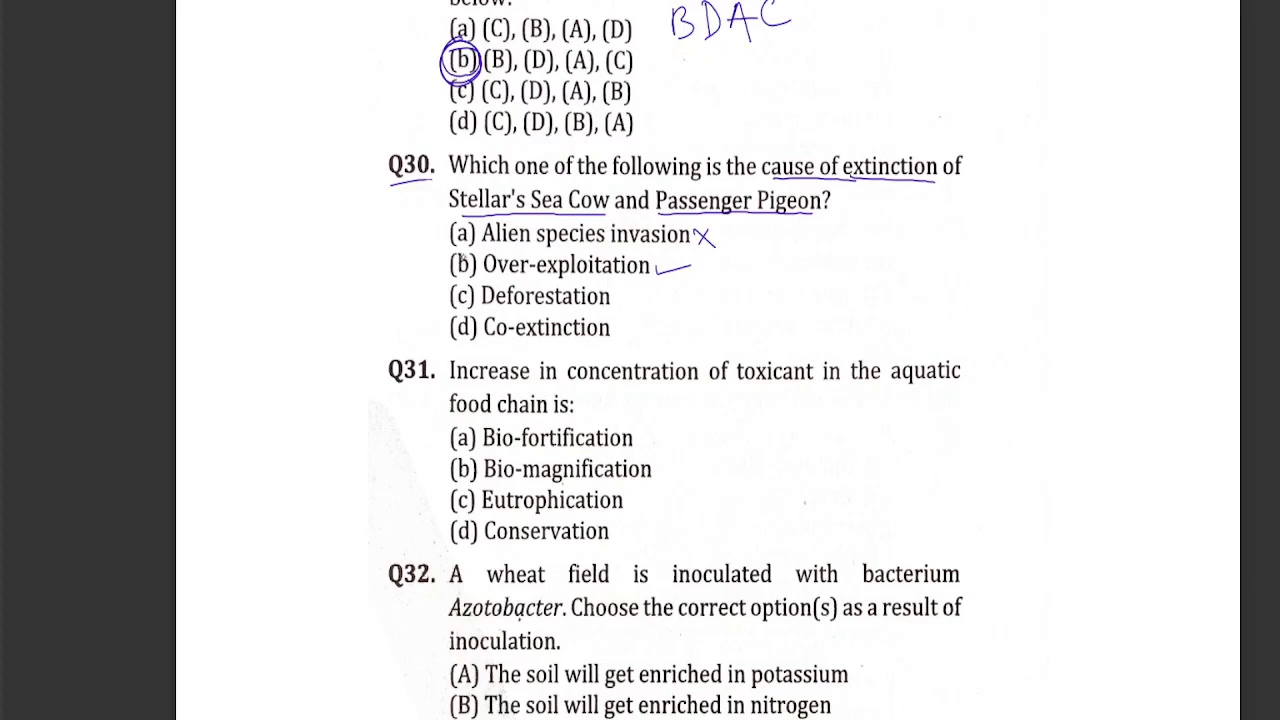 below:
(a) (C), (B), (A), (D)
BDAC
(b) (B), (D), (A), (C)
(c) (C), (D), (A), (B)
(d) (C), (D), (B), (A)
Q30. Which one of the following is the cause of extinction of
Stellar's Sea Cow and Passenger Pigeon?
(a) Alien species invasion
(b) Over-exploitation
(c) Deforestation
(d) Co-extinction
Q31. Increase in concentration of toxicant in the aquatic
food chain is:
(a) Bio-fortification
(b) Bio-magnification
(c) Eutrophication
(d) Conservation
Q32. A wheat field is inoculated with bacterium
Azotobacter. Choose the correct option(s) as a result of
inoculation.
(A) The soil will get enriched in potassium
(B) The soil will get enriched in nitrogen